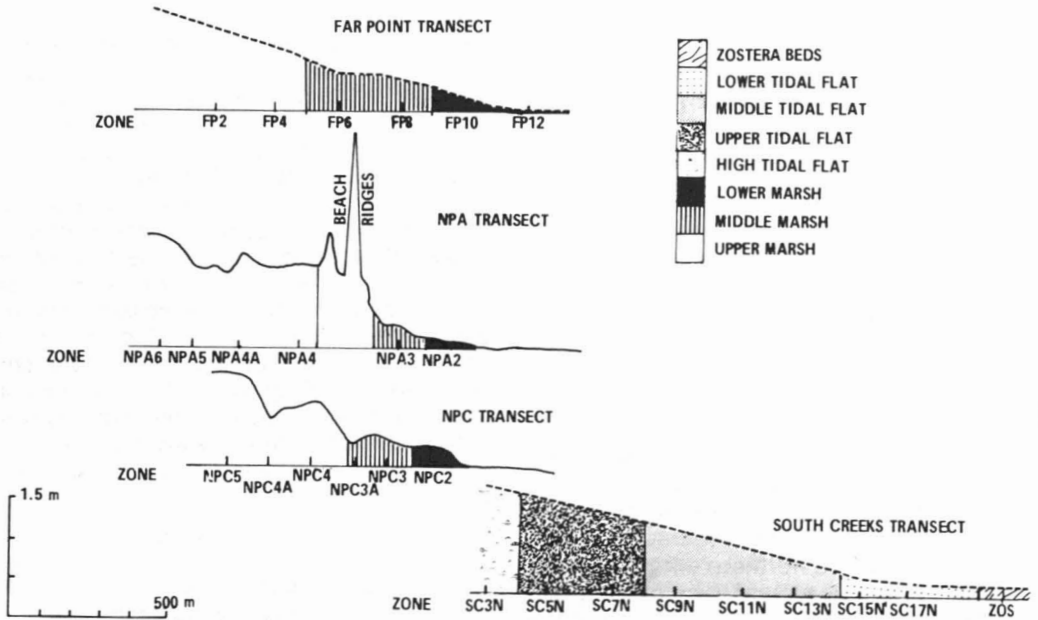 FAR POINT TRANSECT
ZONE FP2 FP4 FP6 FP8 FP10 FP12
ZOSTERA BEDS
LOWER TIDAL FLAT
MIDDLE TIDAL FLAT
UPPER TIDAL FLAT
HIGH TIDAL FLAT
LOWER MARSH
MIDDLE MARSH
UPPER MARSH
BEACH
RIDGES
NPA TRANSECT
ZONE NPA6 NPA5 NPA4A NPA4 NPA3 NPA2
NPC TRANSECT
ZONE NPC5 NPC4A NPC4 NPC3A NPC3 NPC2
1.5 m
500 m
SOUTH CREEKS TRANSECT
ZONE SC3N SC5N SC7N SC9N SC11N SC13N SC15N SC17N ZOS